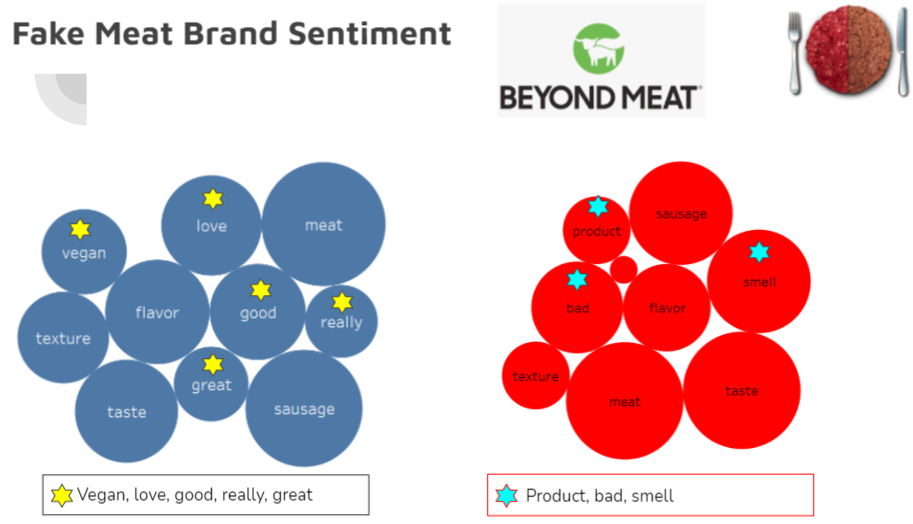 Fake Meat Brand Sentiment
BEYOND MEAT®
love
meat
vegan
flavor
good
really
texture
great
taste
sausage
Vegan, love, good, really, great
sausage
product
smell
bad
flavor
texture
meat
taste
Product, bad, smell